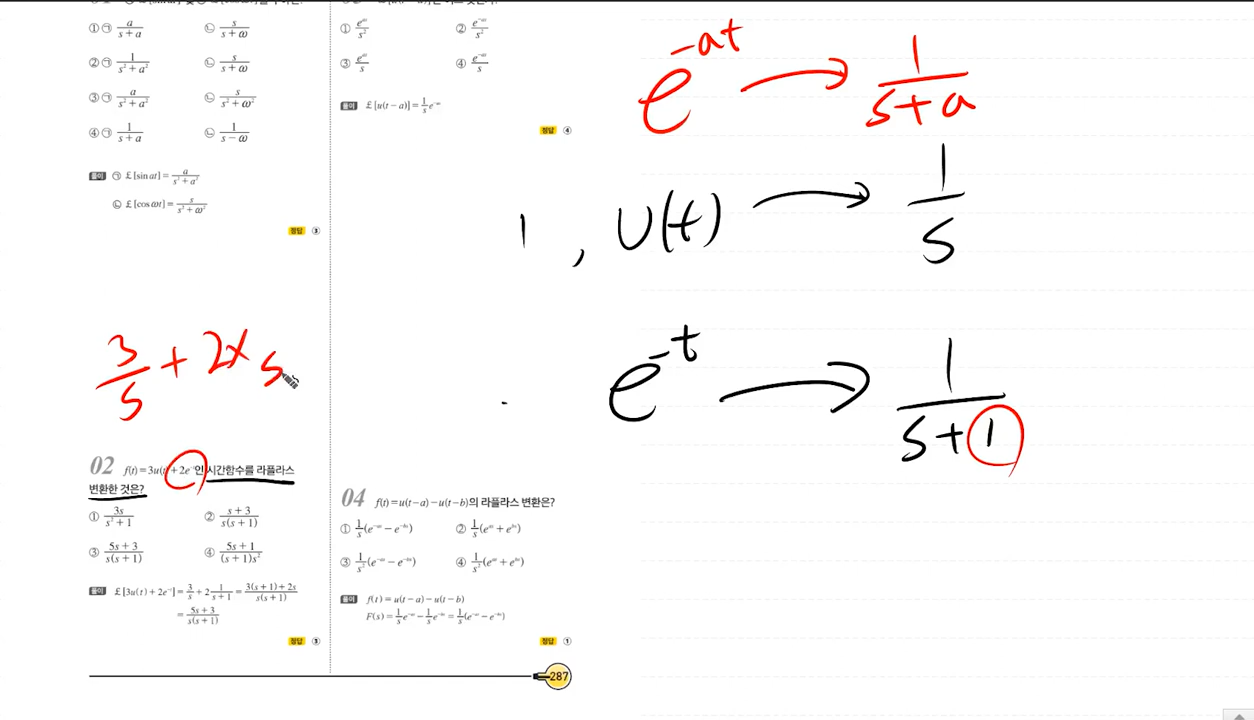 ① ㉠ a/(s+a) ㉡ s/(s+ω)
② ㉠ 1/(s²+a²) ㉡ s/(s+ω)
③ ㉠ a/(s²+a²) ㉡ s/(s²+ω²)
④ ㉠ 1/(s+a) ㉡ 1/(s−ω)
풀이 ㉠ £[sin at] = a/(s²+a²)
㉡ £[cos ωt] = s/(s²+ω²)
정답 ③
3/s + 2× s
02 f(t)=3u(t)+2e⁻ᵗ인 시간함수를 라플라스
변환한 것은?
① 3s/(s²+1) ② (s+3)/(s(s+1))
③ (5s+3)/(s(s+1)) ④ (5s+1)/((s+1)s²)
풀이 £[3u(t)+2e⁻ᵗ] = 3/s + 2 1/(s+1) = (3(s+1)+2s)/(s(s+1))
= (5s+3)/(s(s+1))
정답 ③
① eᵃˢ/s² ② e⁻ᵃˢ/s²
③ eᵃˢ/s ④ e⁻ᵃˢ/s
풀이 £[u(t−a)] = 1/s e⁻ᵃˢ
정답 ④
04 f(t)=u(t−a)−u(t−b)의 라플라스 변환은?
① 1/s(e⁻ᵃˢ−e⁻ᵇˢ) ② 1/s(eᵃˢ+eᵇˢ)
③ 1/s²(e⁻ᵃˢ−e⁻ᵇˢ) ④ 1/s²(eᵃˢ+eᵇˢ)
풀이 f(t)=u(t−a)−u(t−b)
F(s)=1/s e⁻ᵃˢ−1/s e⁻ᵇˢ=1/s(e⁻ᵃˢ−e⁻ᵇˢ)
정답 ①
287
e⁻ᵃᵗ → 1/(s+a)
1 , U(t) → 1/s
e⁻ᵗ → 1/(s+1)